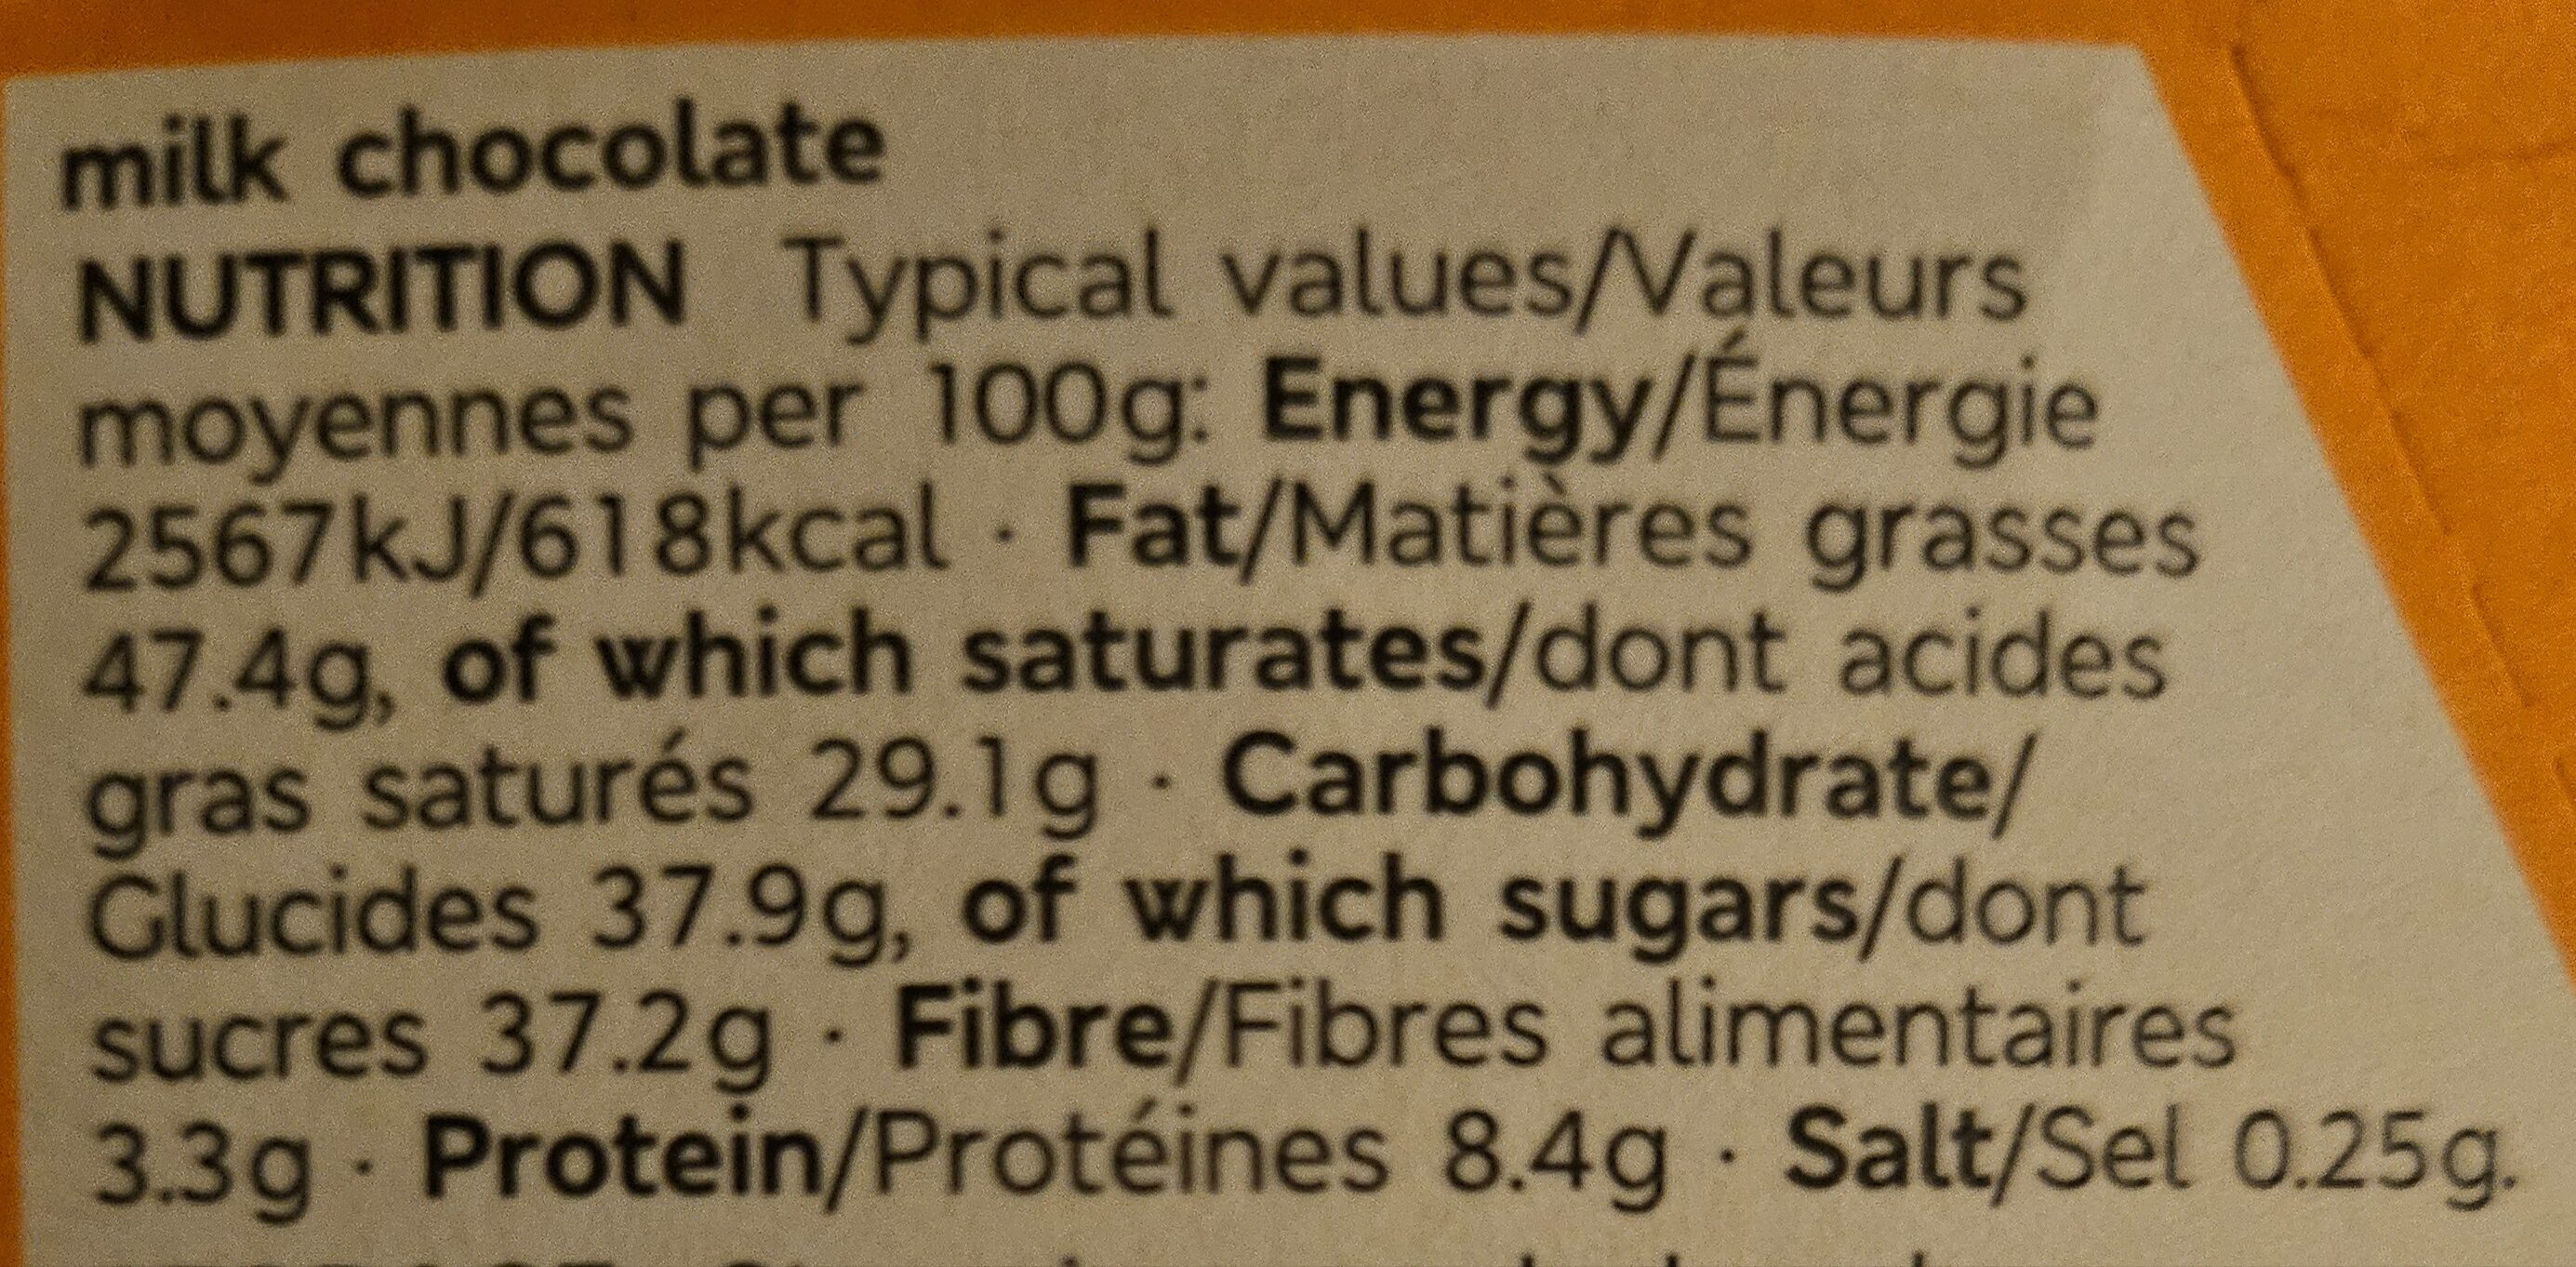 milk chocolate
NUTRITION Typical values/Valeurs
moyennes per 100g: Energy/Énergie
2567kJ/618kcal · Fat/Matières grasses
47.4g, of which saturates/dont acides
gras saturés 29.1g · Carbohydrate/
Glucides 37.9g, of which sugars/dont
sucres 37.2g · Fibre/Fibres alimentaires
3.3g · Protein/Protéines 8.4g · Salt/Sel 0.25g.